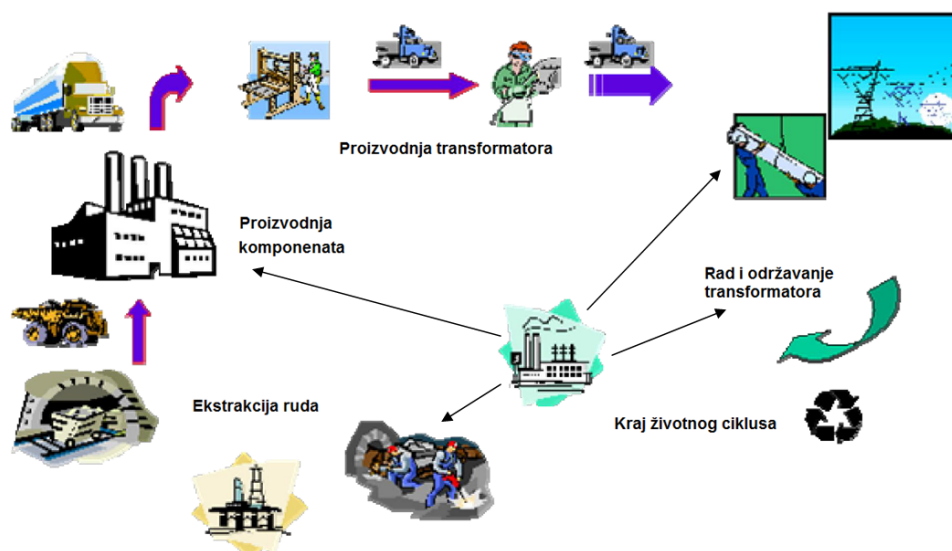 Proizvodnja transformatora
Proizvodnja
komponenata
Rad i održavanje
transformatora
Ekstrakcija ruda
Kraj životnog ciklusa